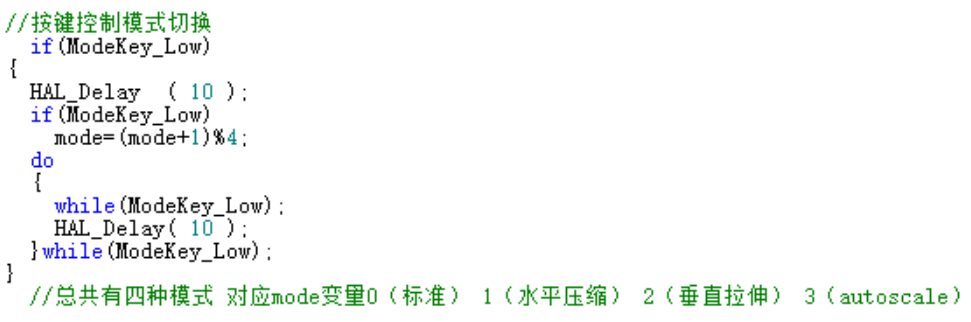 //按键控制模式切换
if(ModeKey_Low)
{
HAL_Delay ( 10 );
if(ModeKey_Low)
mode=(mode+1)%4;
do
{
while(ModeKey_Low);
HAL_Delay( 10 );
}while(ModeKey_Low);
}
//总共有四种模式 对应mode变量0（标准） 1（水平压缩） 2（垂直拉伸） 3（autoscale）